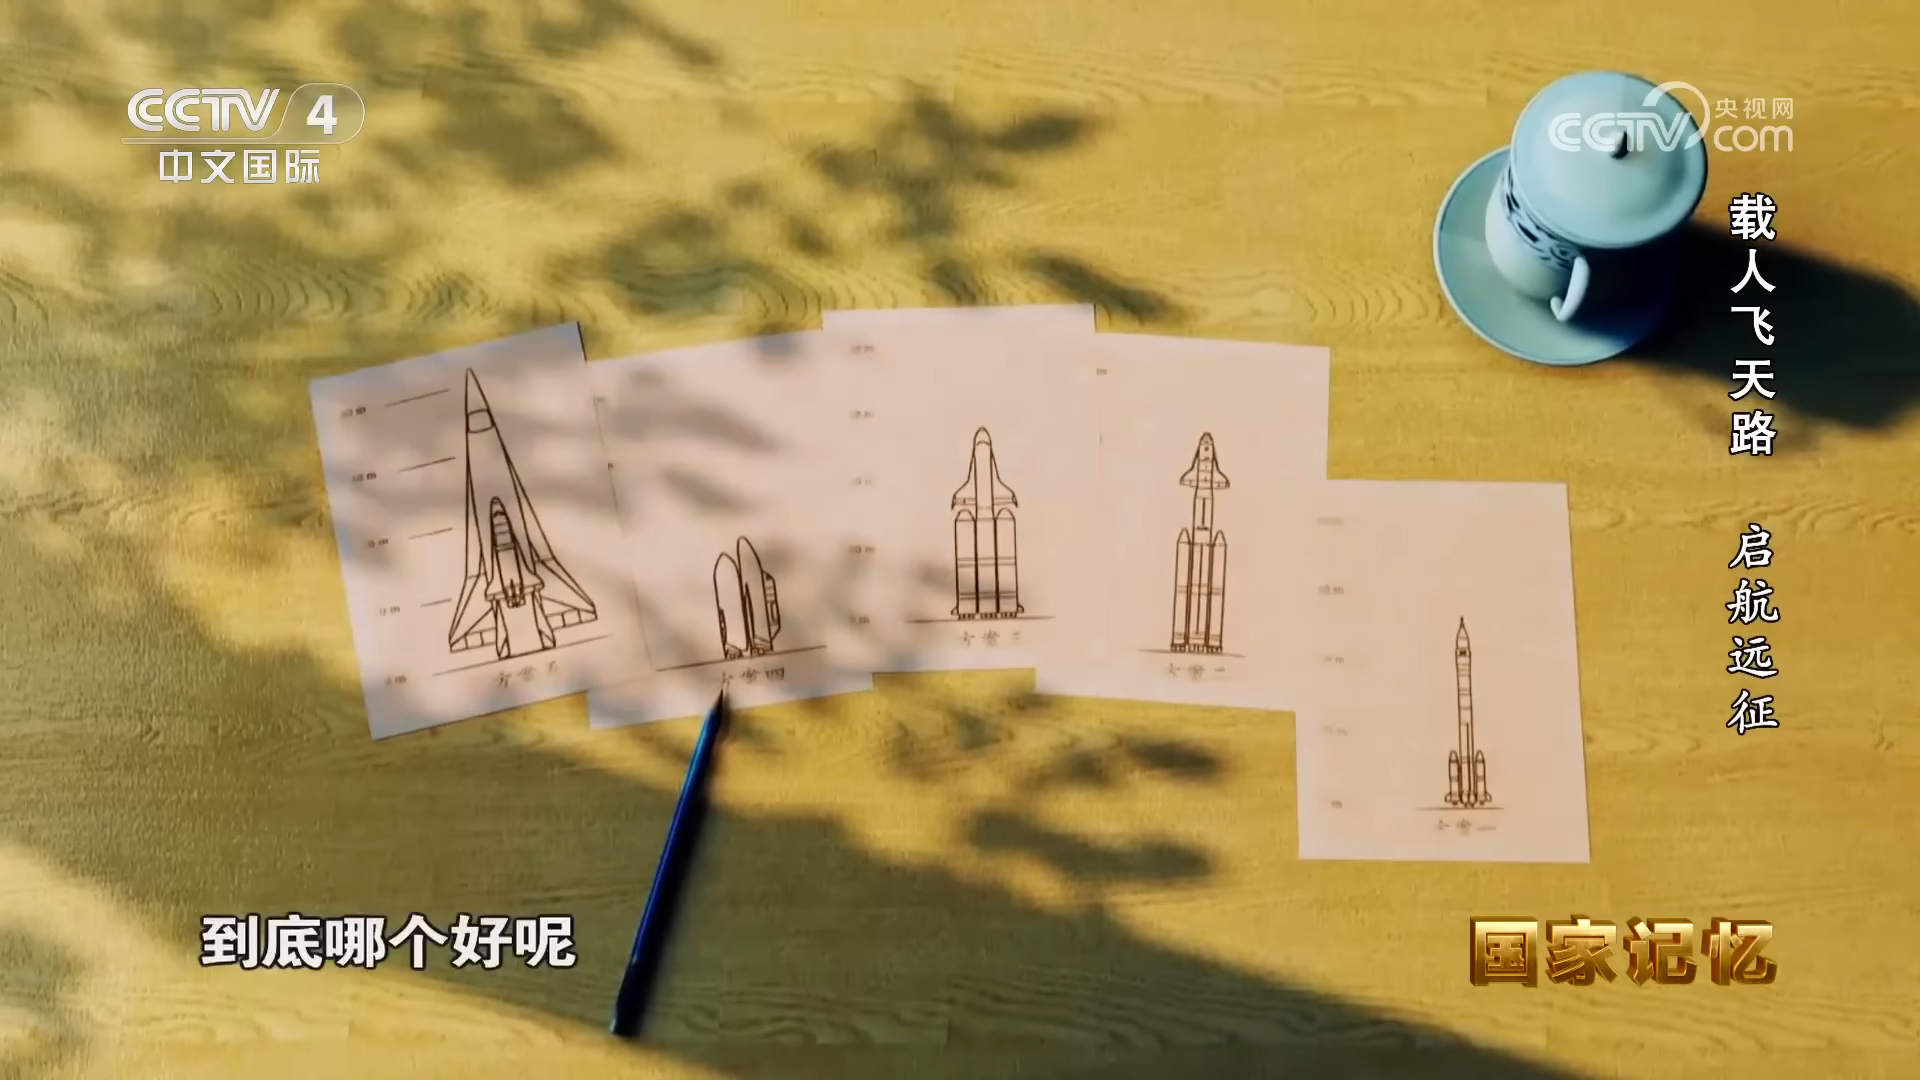 CCTV 4
中文国际
央视网
CCTV com
载人飞天路 启航远征
方案五
方案四
方案三
方案二
方案一
到底哪个好呢
国家记忆